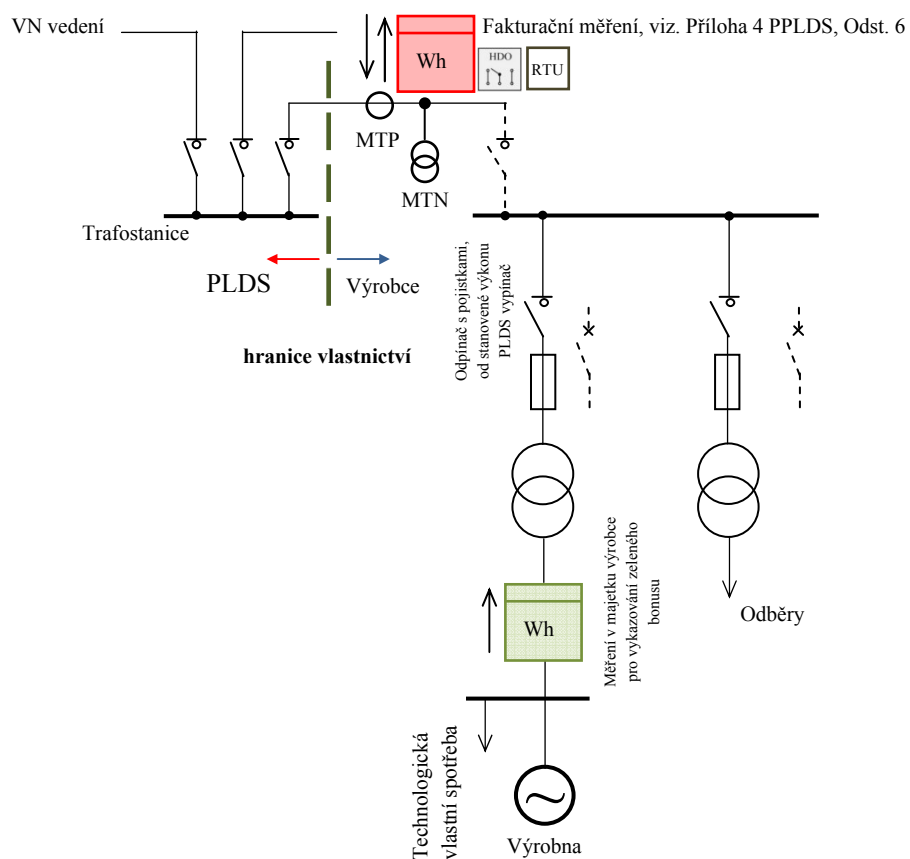 VN vedení
Fakturační měření, viz. Příloha 4 PPLDS, Odst. 6
Wh
HDO
RTU
MTP
MTN
Trafostanice
PLDS
Výrobce
hranice vlastnictví
Odpínač s pojistkami,
od stanovené výkonu
PLDS vypínač
Měření v majetku výrobce
pro vykazování zeleného
bonusu
Wh
Odběry
Technologická
vlastní spotřeba
Výrobna